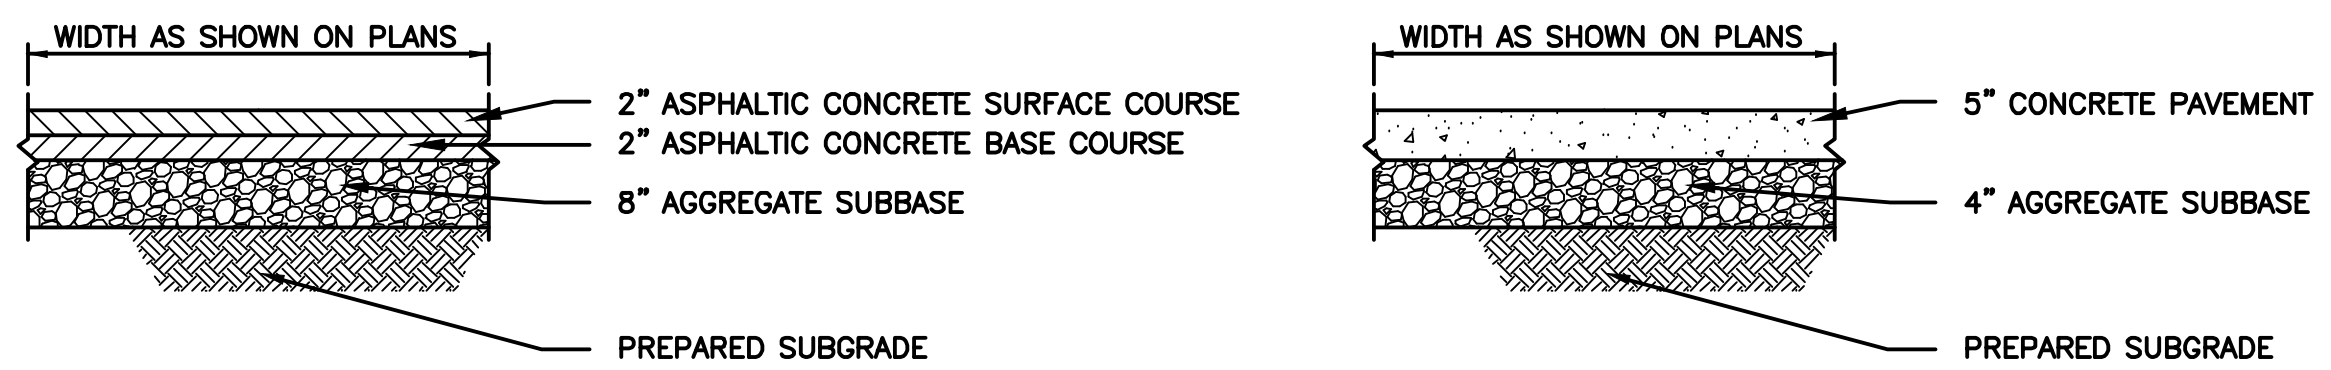 WIDTH AS SHOWN ON PLANS
2" ASPHALTIC CONCRETE SURFACE COURSE
2" ASPHALTIC CONCRETE BASE COURSE
8" AGGREGATE SUBBASE
PREPARED SUBGRADE
WIDTH AS SHOWN ON PLANS
5" CONCRETE PAVEMENT
4" AGGREGATE SUBBASE
PREPARED SUBGRADE